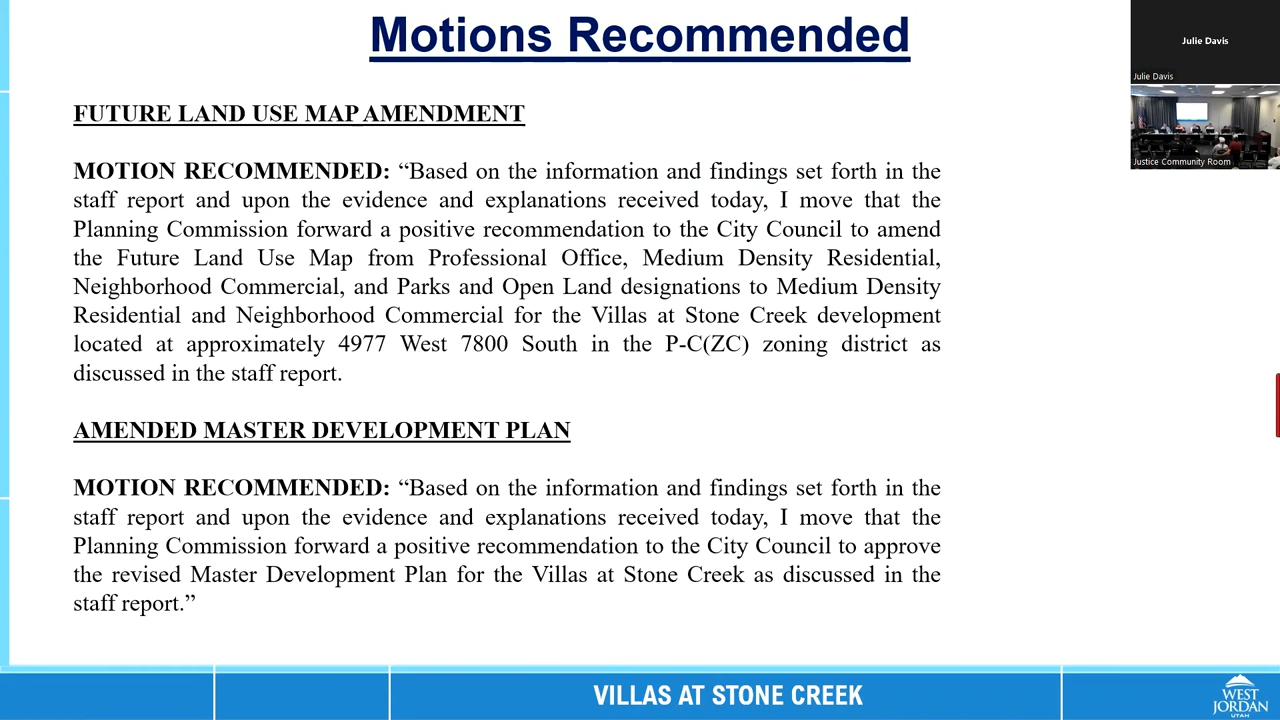 Motions Recommended
Julie Davis
Julie Davis
Justice Community Room
FUTURE LAND USE MAP AMENDMENT
MOTION RECOMMENDED: “Based on the information and findings set forth in the
staff report and upon the evidence and explanations received today, I move that the
Planning Commission forward a positive recommendation to the City Council to amend
the Future Land Use Map from Professional Office, Medium Density Residential,
Neighborhood Commercial, and Parks and Open Land designations to Medium Density
Residential and Neighborhood Commercial for the Villas at Stone Creek development
located at approximately 4977 West 7800 South in the P-C(ZC) zoning district as
discussed in the staff report.
AMENDED MASTER DEVELOPMENT PLAN
MOTION RECOMMENDED: “Based on the information and findings set forth in the
staff report and upon the evidence and explanations received today, I move that the
Planning Commission forward a positive recommendation to the City Council to approve
the revised Master Development Plan for the Villas at Stone Creek as discussed in the
staff report.”
VILLAS AT STONE CREEK
WEST
JORDAN
UTAH